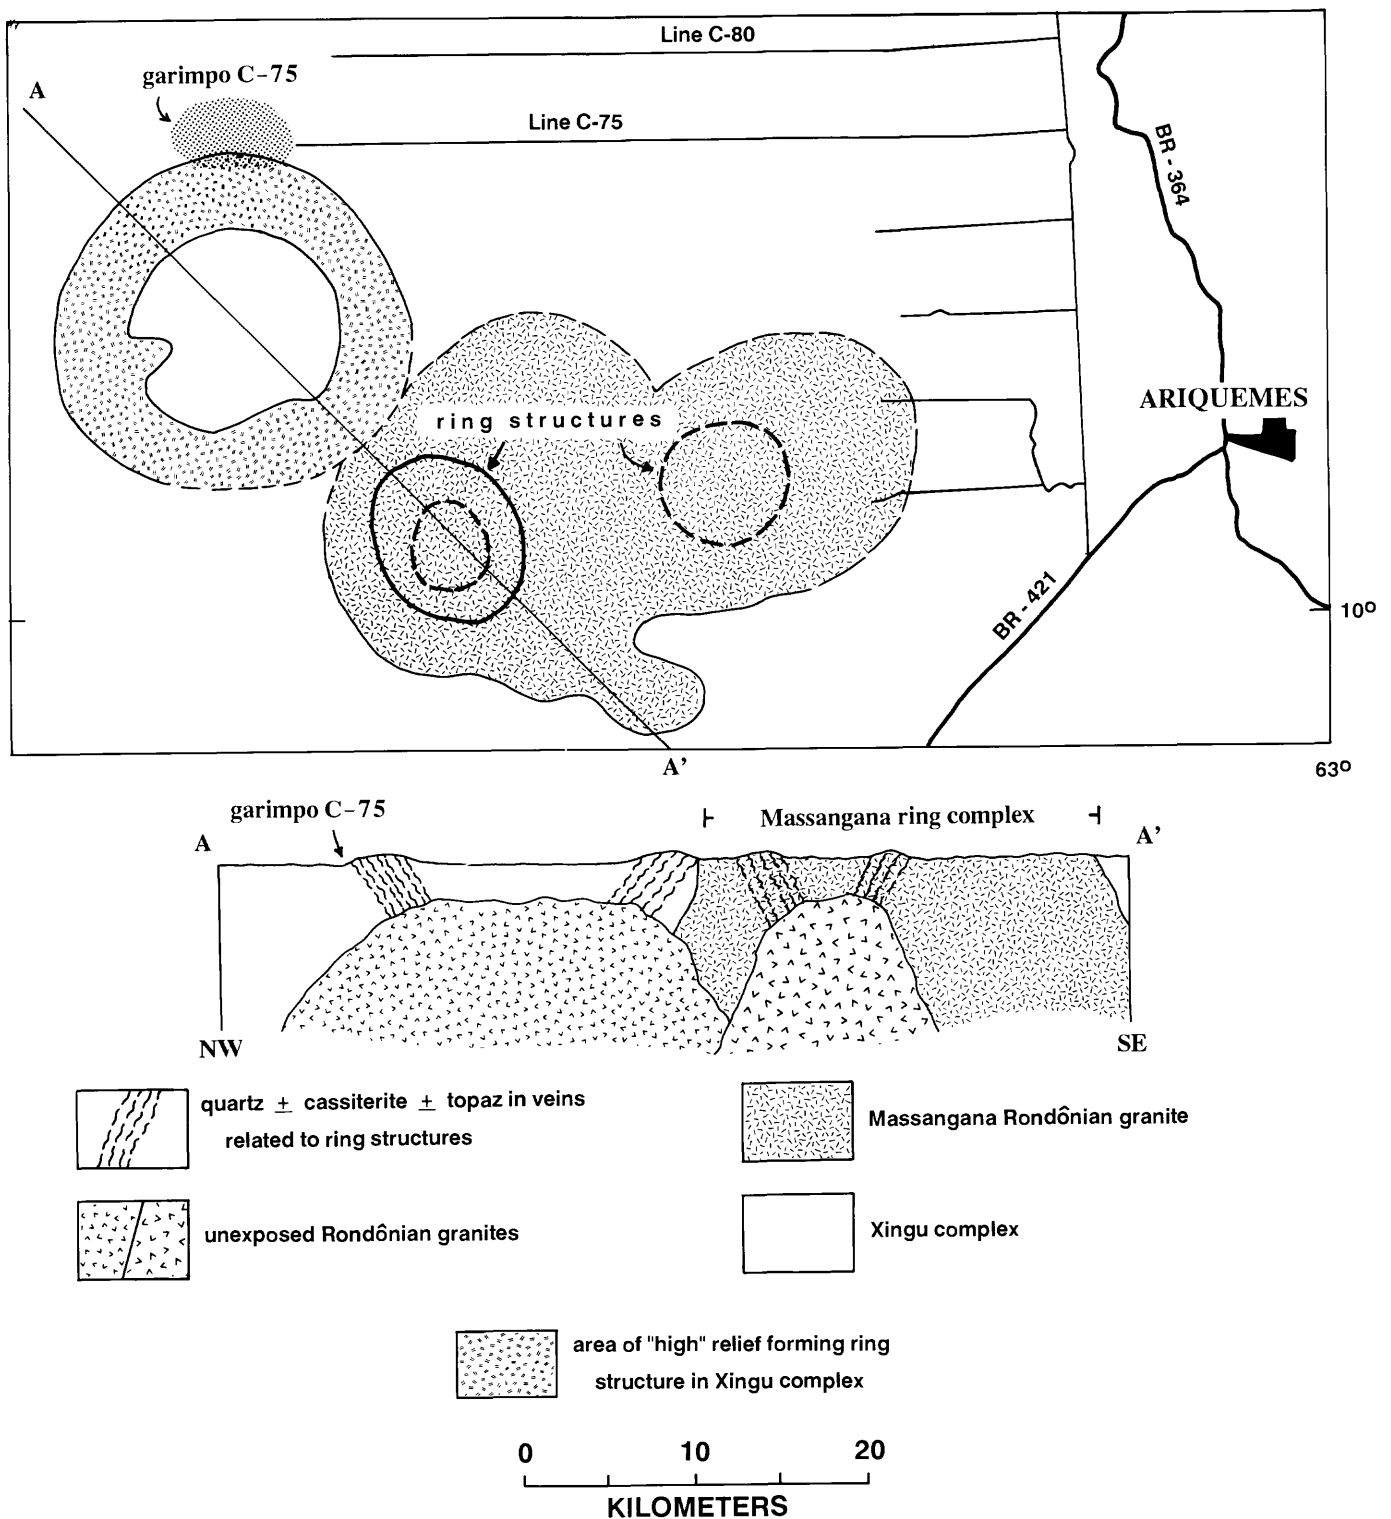 Line C-80
garimpo C-75
A
Line C-75
BR - 364
ARIQUEMES
ring structures
BR - 421
10º
A'
63º
garimpo C-75
Massangana ring complex
A
A'
NW
SE
quartz ± cassiterite ± topaz in veins
related to ring structures
Massangana Rondônian granite
unexposed Rondônian granites
Xingu complex
area of "high" relief forming ring
structure in Xingu complex
0 10 20
KILOMETERS